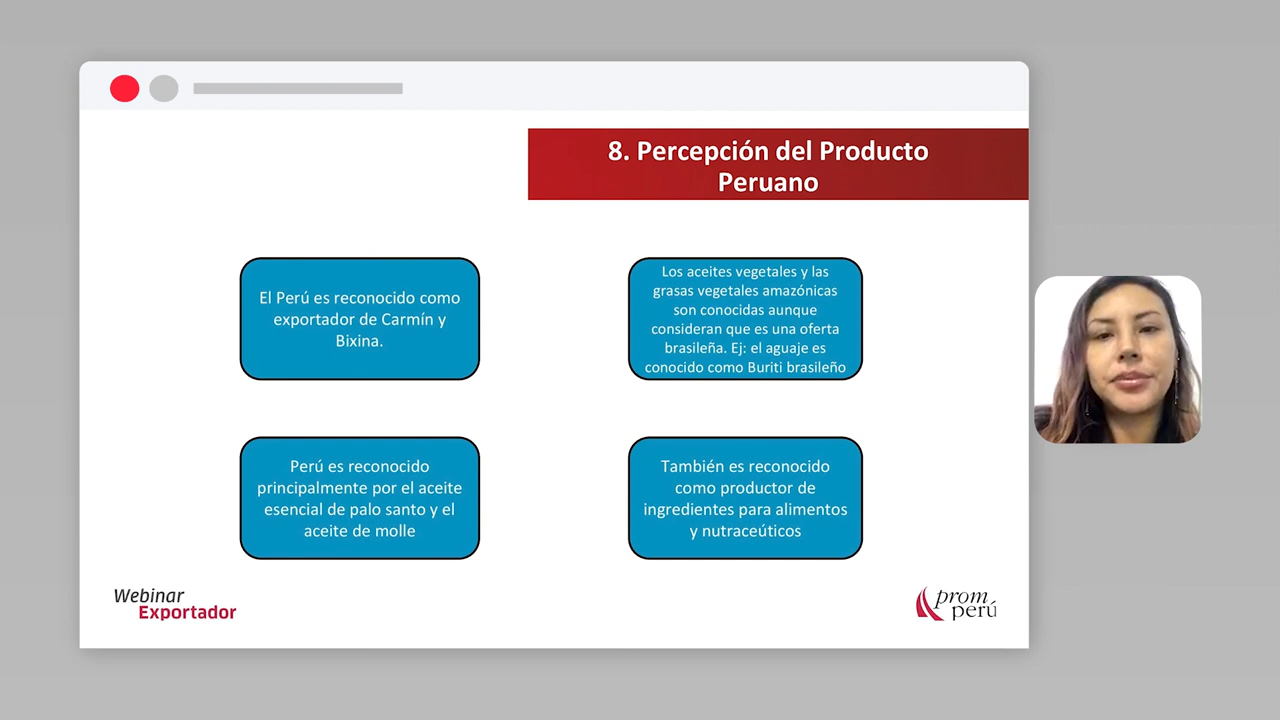 8. Percepción del Producto
Peruano
El Perú es reconocido como
exportador de Carmín y
Bixina.
Los aceites vegetales y las
grasas vegetales amazónicas
son conocidas aunque
consideran que es una oferta
brasileña. Ej: el aguaje es
conocido como Buriti brasileño
Perú es reconocido
principalmente por el aceite
esencial de palo santo y el
aceite de molle
También es reconocido
como productor de
ingredientes para alimentos
y nutraceúticos
Webinar
Exportador
prom
perú